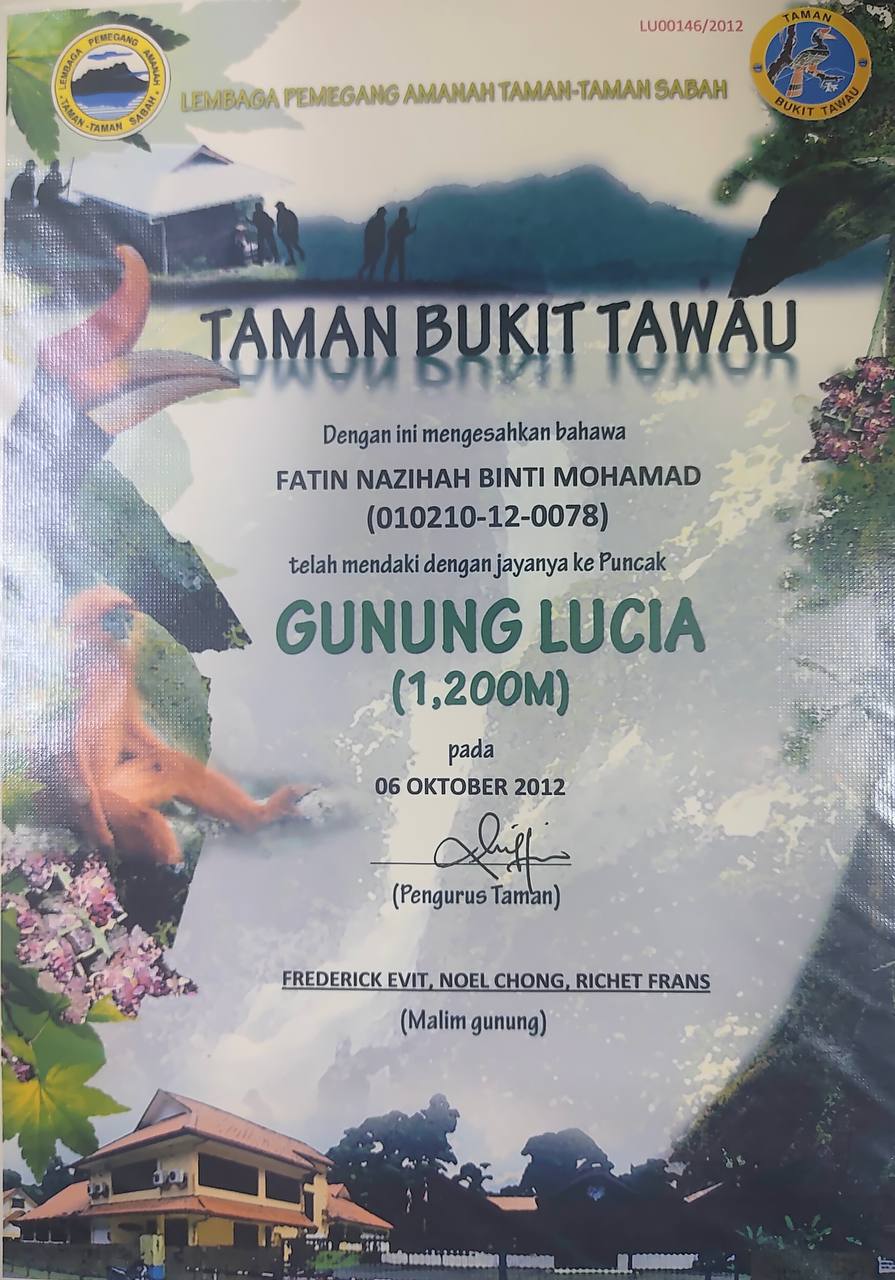 LU00146/2012
LEMBAGA PEMEGANG AMANAH
TAMAN-TAMAN SABAH
LEMBAGA PEMEGANG AMANAH TAMAN-TAMAN SABAH
TAMAN
BUKIT TAWAU
TAMAN BUKIT TAWAU
Dengan ini mengesahkan bahawa
FATIN NAZIHAH BINTI MOHAMAD
(010210-12-0078)
telah mendaki dengan jayanya ke Puncak
GUNUNG LUCIA
(1,200M)
pada
06 OKTOBER 2012
(Pengurus Taman)
FREDERICK EVIT, NOEL CHONG, RICHET FRANS
(Malim gunung)